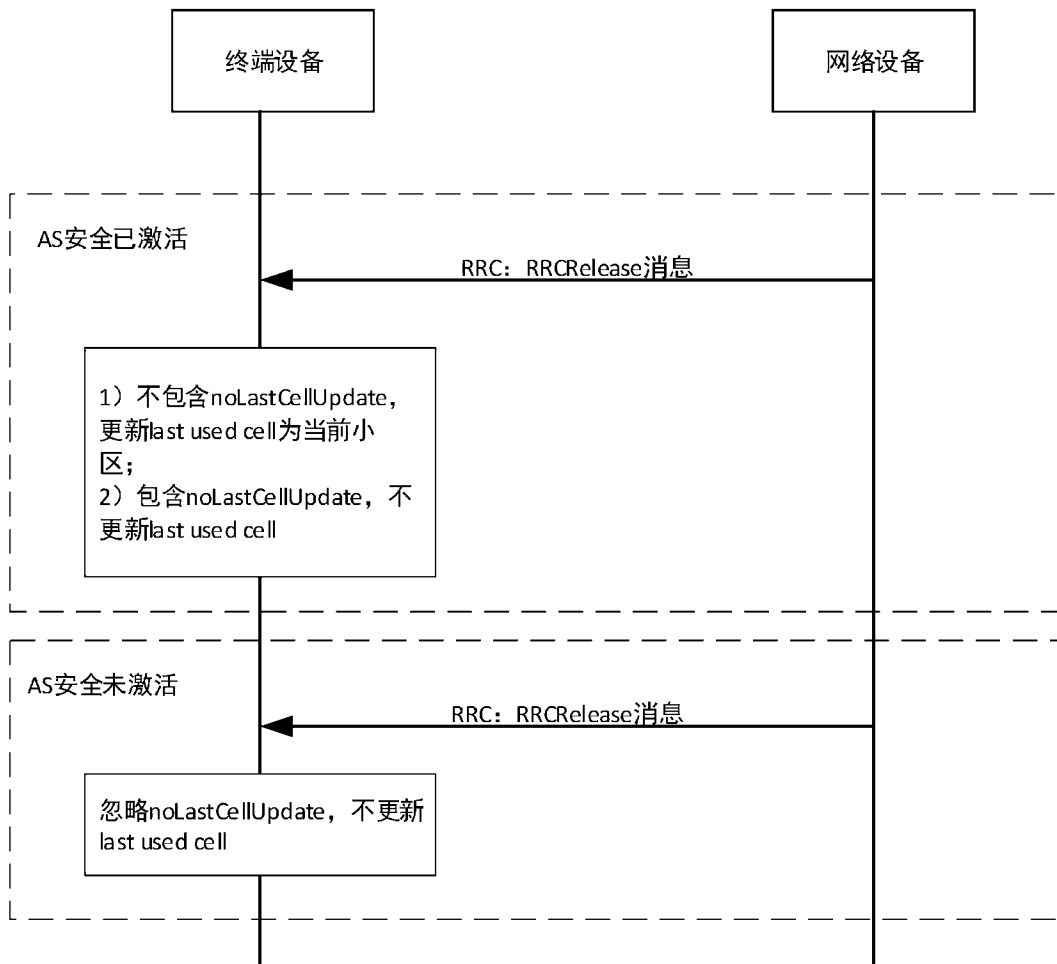 终端设备
网络设备
AS安全已激活
RRC：RRCRelease消息
1）不包含noLastCellUpdate，
更新last used cell为当前小
区；
2）包含noLastCellUpdate，不
更新last used cell
AS安全未激活
RRC：RRCRelease消息
忽略noLastCellUpdate，不更新
last used cell